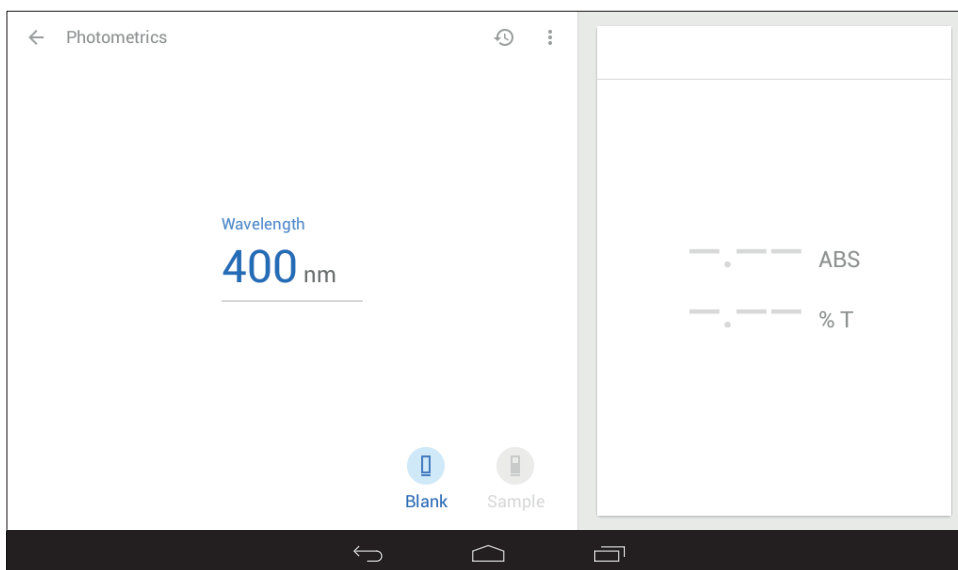 Photometrics
Wavelength
400 nm
-.-- ABS
-.-- % T
Blank
Sample